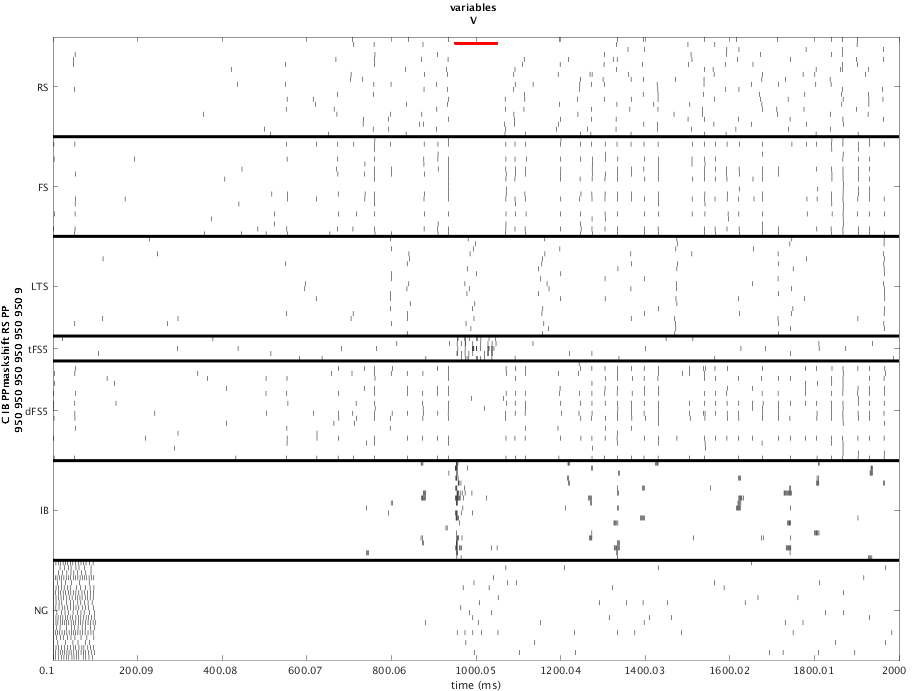 variables
V
C IB PPmaskshift RS PP
950 950 950 950 950 950 9
RS
FS
LTS
tFS5
dFS5
IB
NG
0.1 200.09 400.08 600.07 800.06 1000.05 1200.04 1400.03 1600.02 1800.01 2000
time (ms)